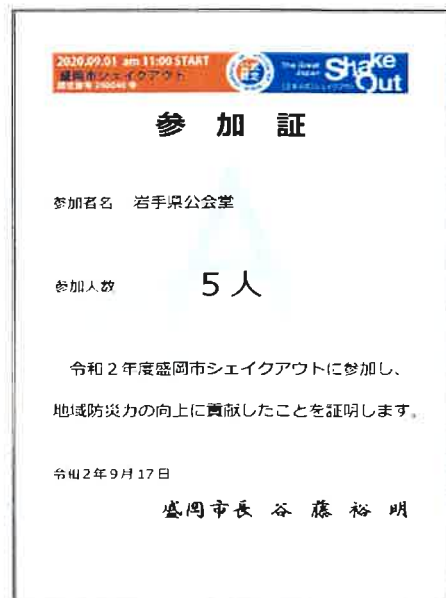 2020.09.01 am 11:00 START
盛岡市シェイクアウト
The Great Japan
ShakeOut
参 加 証
参加者名 岩手県公会堂
参加人数 5人
令和2年度盛岡市シェイクアウトに参加し、
地域防災力の向上に貢献したことを証明します。
令和2年9月17日
盛岡市長 谷 藤 裕 明